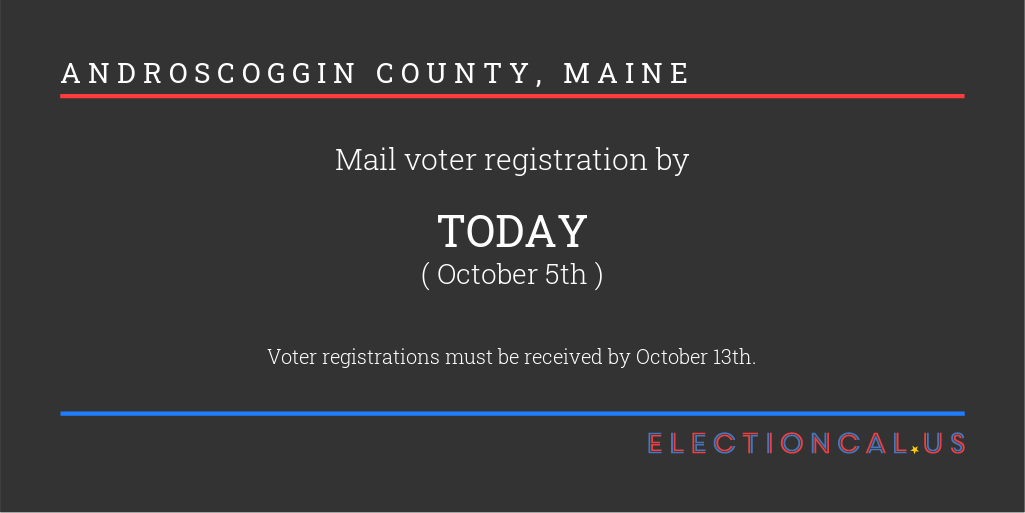 ANDROSCOGGIN COUNTY, MAINE
Mail voter registration by
TODAY
( October 5th )
Voter registrations must be received by October 13th.
ELECTIONCAL.US